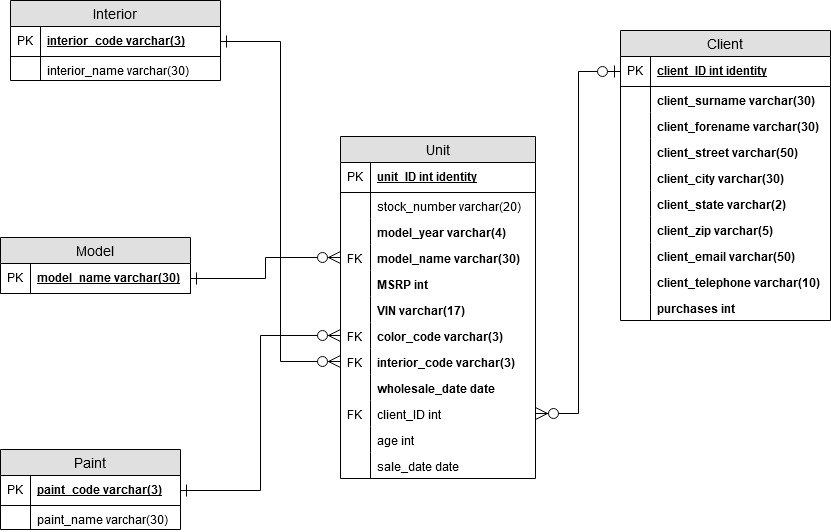 Interior
PK interior_code varchar(3)
interior_name varchar(30)
Client
PK client_ID int identity
client_surname varchar(30)
client_forename varchar(30)
client_street varchar(50)
client_city varchar(30)
client_state varchar(2)
client_zip varchar(5)
client_email varchar(50)
client_telephone varchar(10)
purchases int
Unit
PK unit_ID int identity
stock_number varchar(20)
model_year varchar(4)
FK model_name varchar(30)
MSRP int
VIN varchar(17)
FK color_code varchar(3)
FK interior_code varchar(3)
wholesale_date date
FK client_ID int
age int
sale_date date
Model
PK model_name varchar(30)
Paint
PK paint_code varchar(3)
paint_name varchar(30)